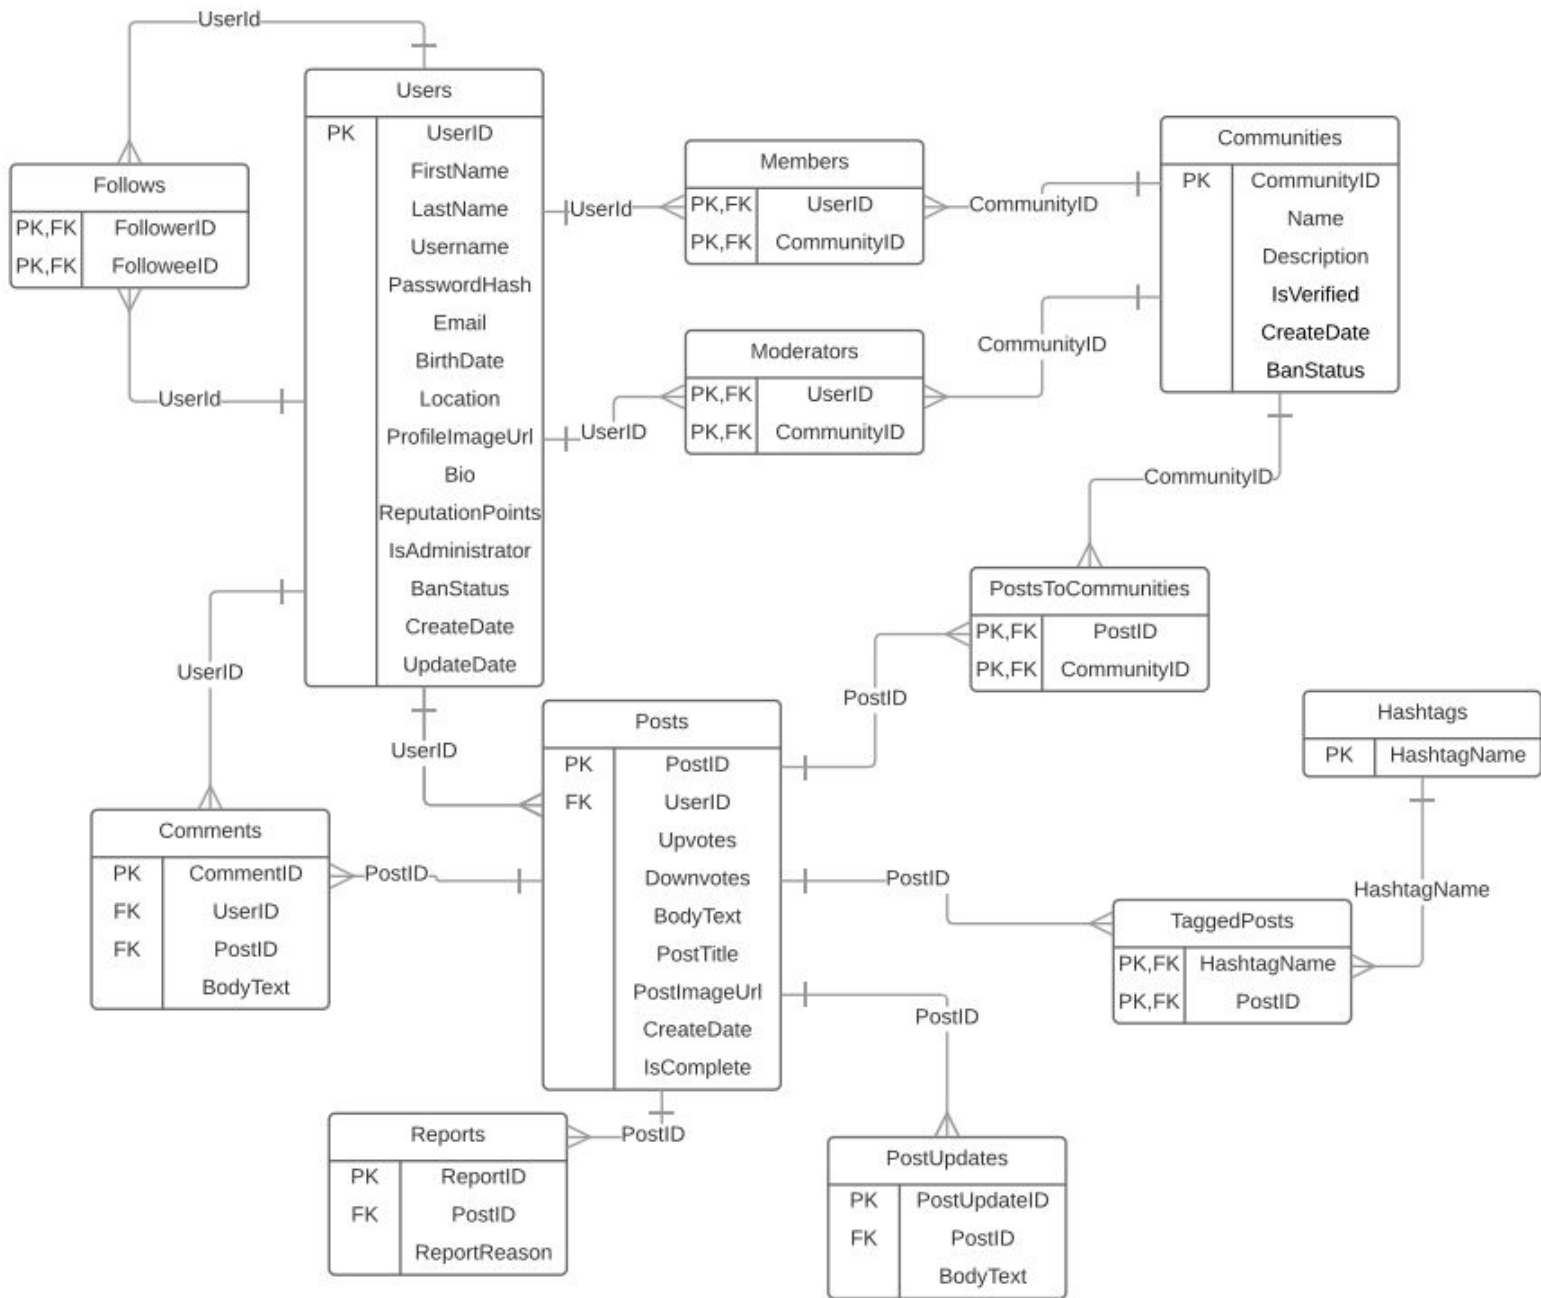 UserId
Users
PK UserID
FirstName
LastName
Username
PasswordHash
Email
BirthDate
Location
ProfileImageUrl
Bio
ReputationPoints
IsAdministrator
BanStatus
CreateDate
UpdateDate
Follows
PK,FK FollowerID
PK,FK FolloweeID
UserId
UserId
Members
PK,FK UserID
PK,FK CommunityID
CommunityID
Communities
PK CommunityID
Name
Description
IsVerified
CreateDate
BanStatus
UserID
Moderators
PK,FK UserID
PK,FK CommunityID
CommunityID
CommunityID
PostsToCommunities
PK,FK PostID
PK,FK CommunityID
UserID
UserID
PostID
Posts
PK PostID
FK UserID
Upvotes
Downvotes
BodyText
PostTitle
PostImageUrl
CreateDate
IsComplete
Hashtags
PK HashtagName
HashtagName
Comments
PK CommentID
FK UserID
FK PostID
BodyText
PostID
PostID
TaggedPosts
PK,FK HashtagName
PK,FK PostID
PostID
Reports
PK ReportID
FK PostID
ReportReason
PostID
PostUpdates
PK PostUpdateID
FK PostID
BodyText